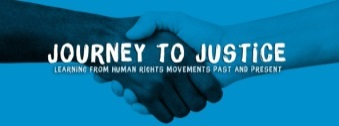 JOURNEY TO JUSTICE
LEARNING FROM HUMAN RIGHTS MOVEMENTS PAST AND PRESENT